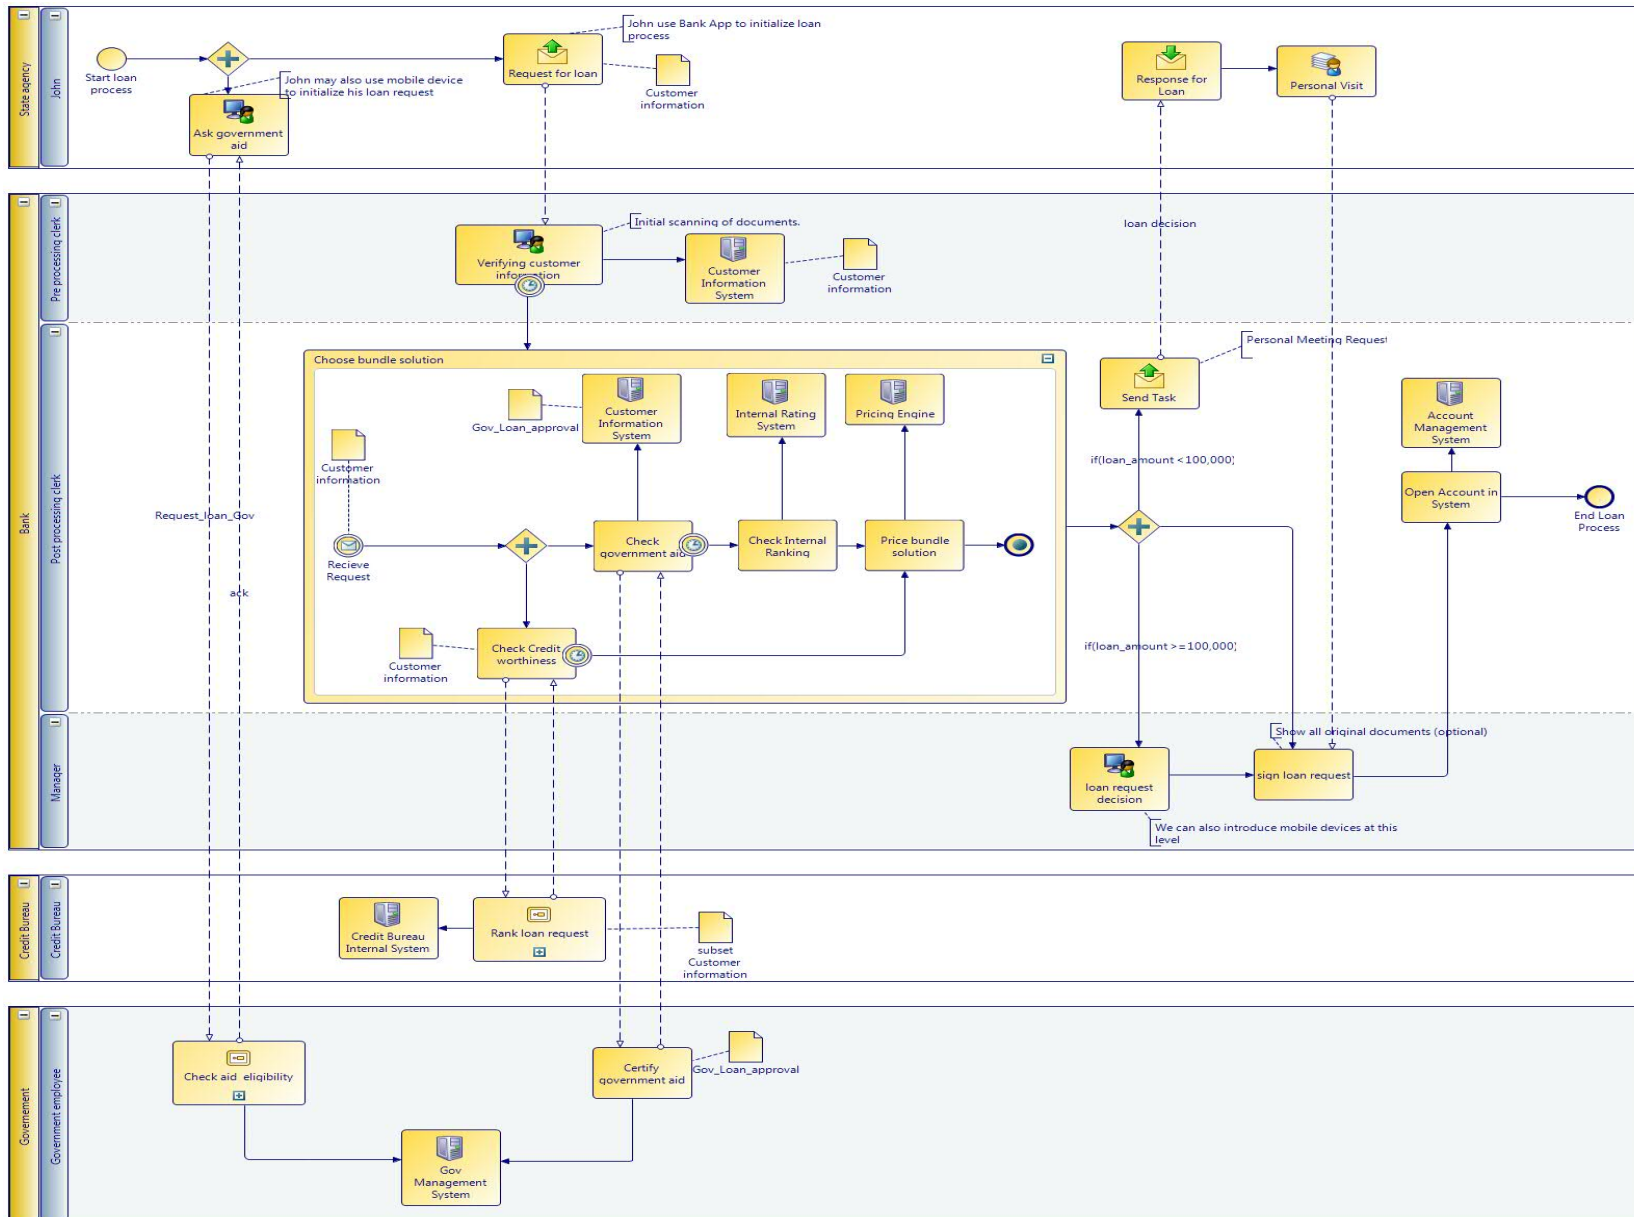 State agency
John
Start loan
process
John may also use mobile device
to initialize his loan request
Ask government
aid
John use Bank App to initialize loan
process
Request for loan
Customer
information
Response for
Loan
Personal Visit
Bank
Pre processing clerk
Initial scanning of documents.
Verifying customer
information
Customer
Information
System
Customer
information
loan decision
Post processing clerk
Choose bundle solution
Gov_Loan_approval
Customer
Information
System
Internal Rating
System
Pricing Engine
Customer
information
Recieve
Request
Check
government aid
Check Internal
Ranking
Price bundle
solution
Customer
information
Check Credit
worthiness
Personal Meeting Request
Send Task
if(loan_amount <100,000)
if(loan_amount >=100,000)
Account
Management
System
Open Account in
System
End Loan
Process
Request_loan_Gov
ack
Manager
Show all original documents (optional)
loan request
decision
sign loan request
We can also introduce mobile devices at this
level
Credit Bureau
Credit Bureau
Credit Bureau
Internal System
Rank loan request
subset
Customer
information
Governement
Government employee
Check aid eligibility
Certify
government aid
Gov_Loan_approval
Gov
Management
System